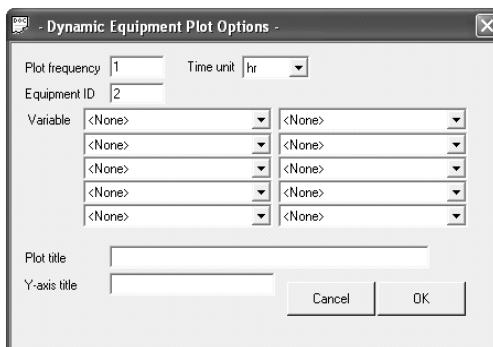 DOC
- Dynamic Equipment Plot Options -
Plot frequency 1 Time unit hr
Equipment ID 2
Variable <None> <None>
<None> <None>
<None> <None>
<None> <None>
<None> <None>
Plot title
Y-axis title
Cancel OK